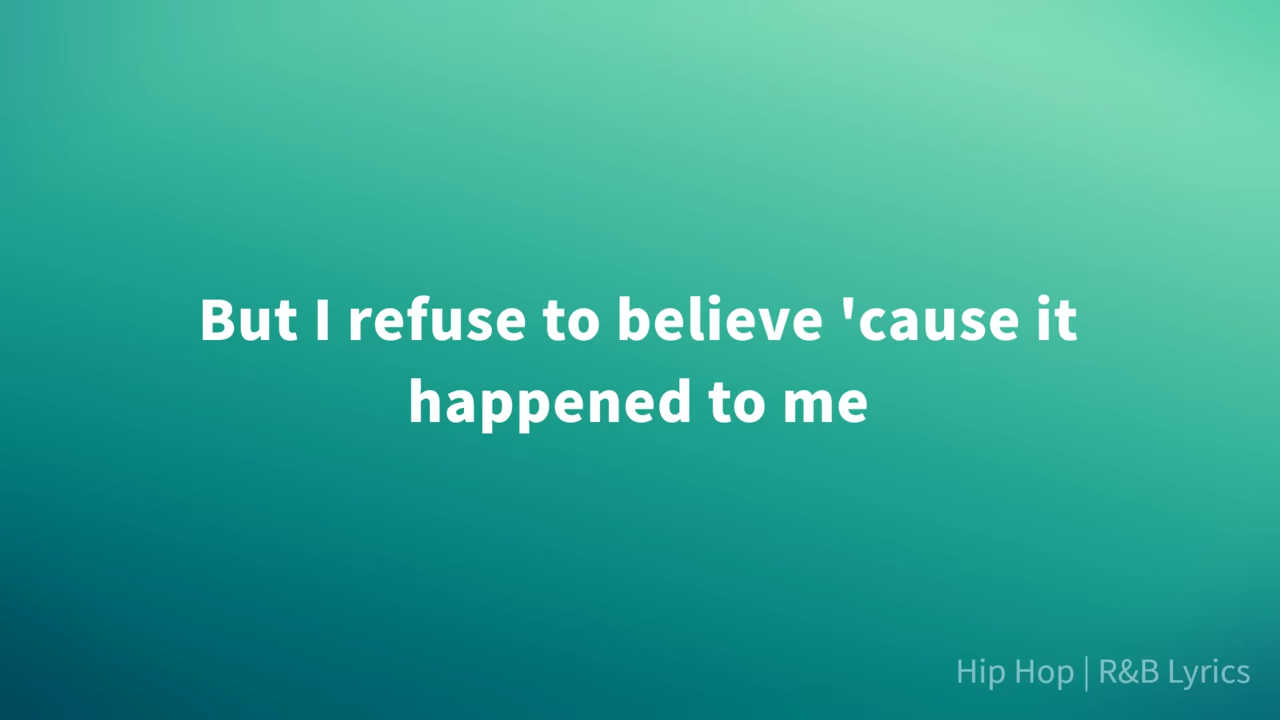 But I refuse to believe 'cause it
happened to me
Hip Hop | R&B Lyrics